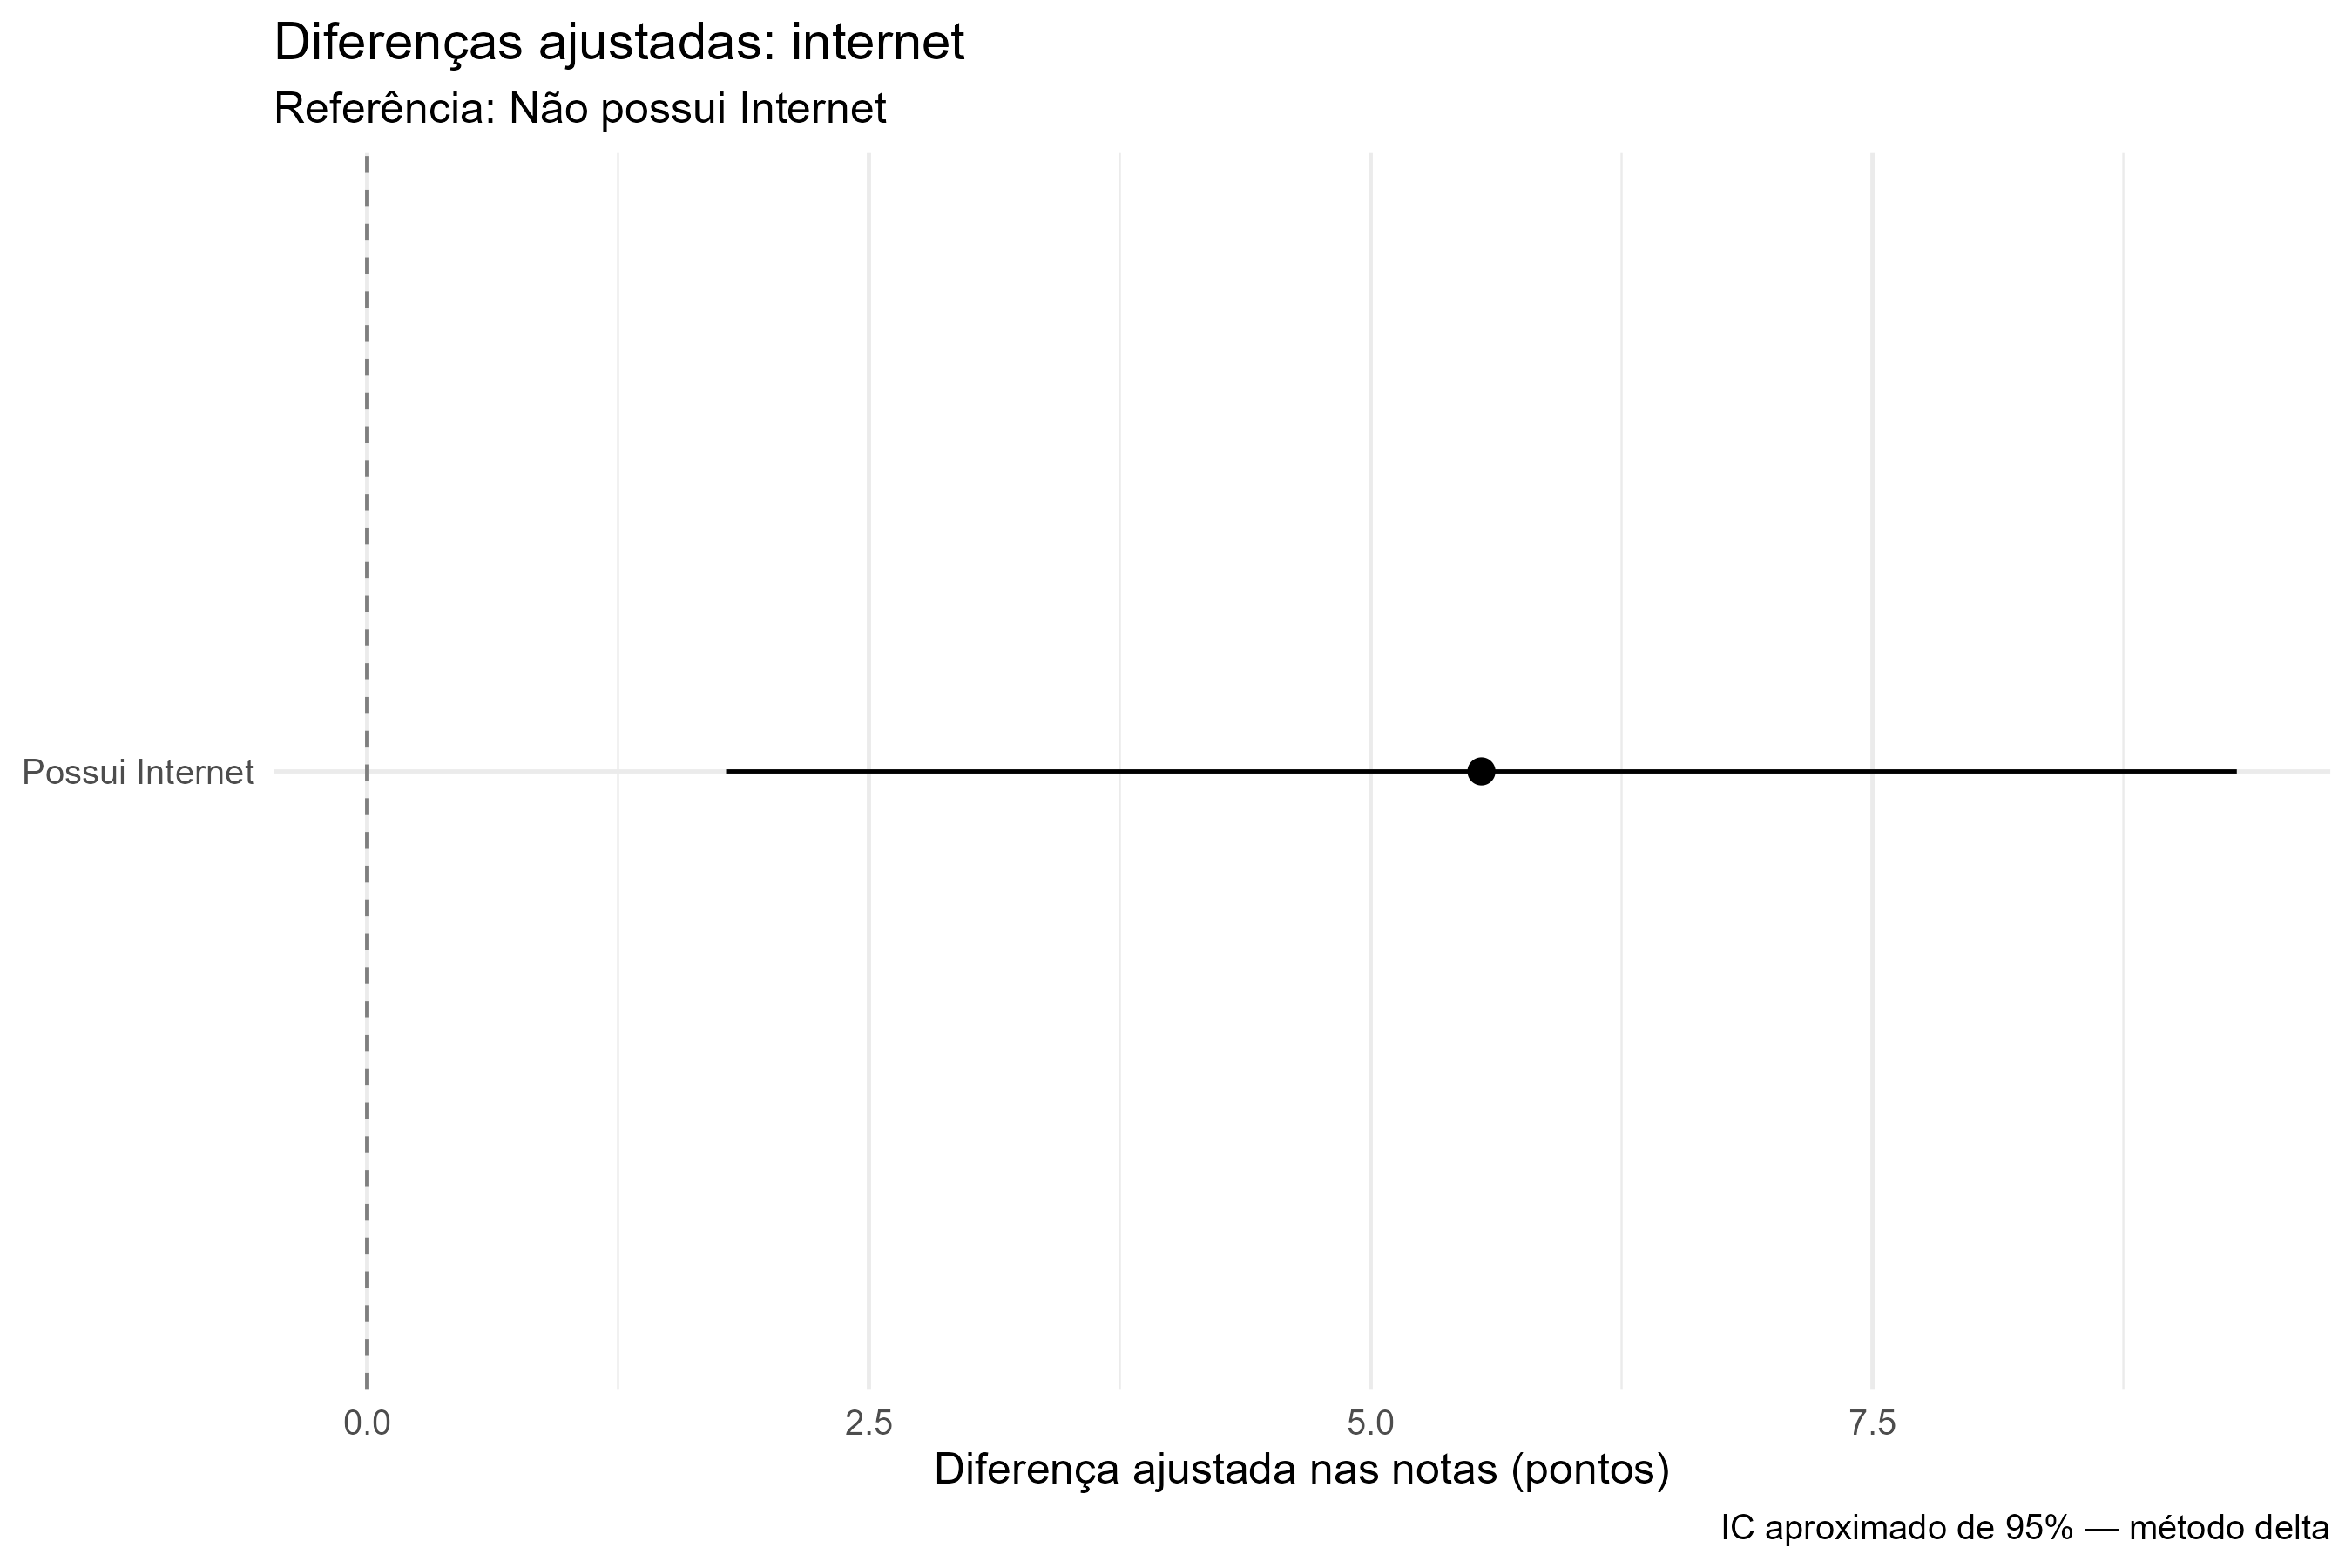 Diferenças ajustadas: internet
Referência: Não possui Internet
Possui Internet
0.0 2.5 5.0 7.5
Diferença ajustada nas notas (pontos)
IC aproximado de 95% — método delta